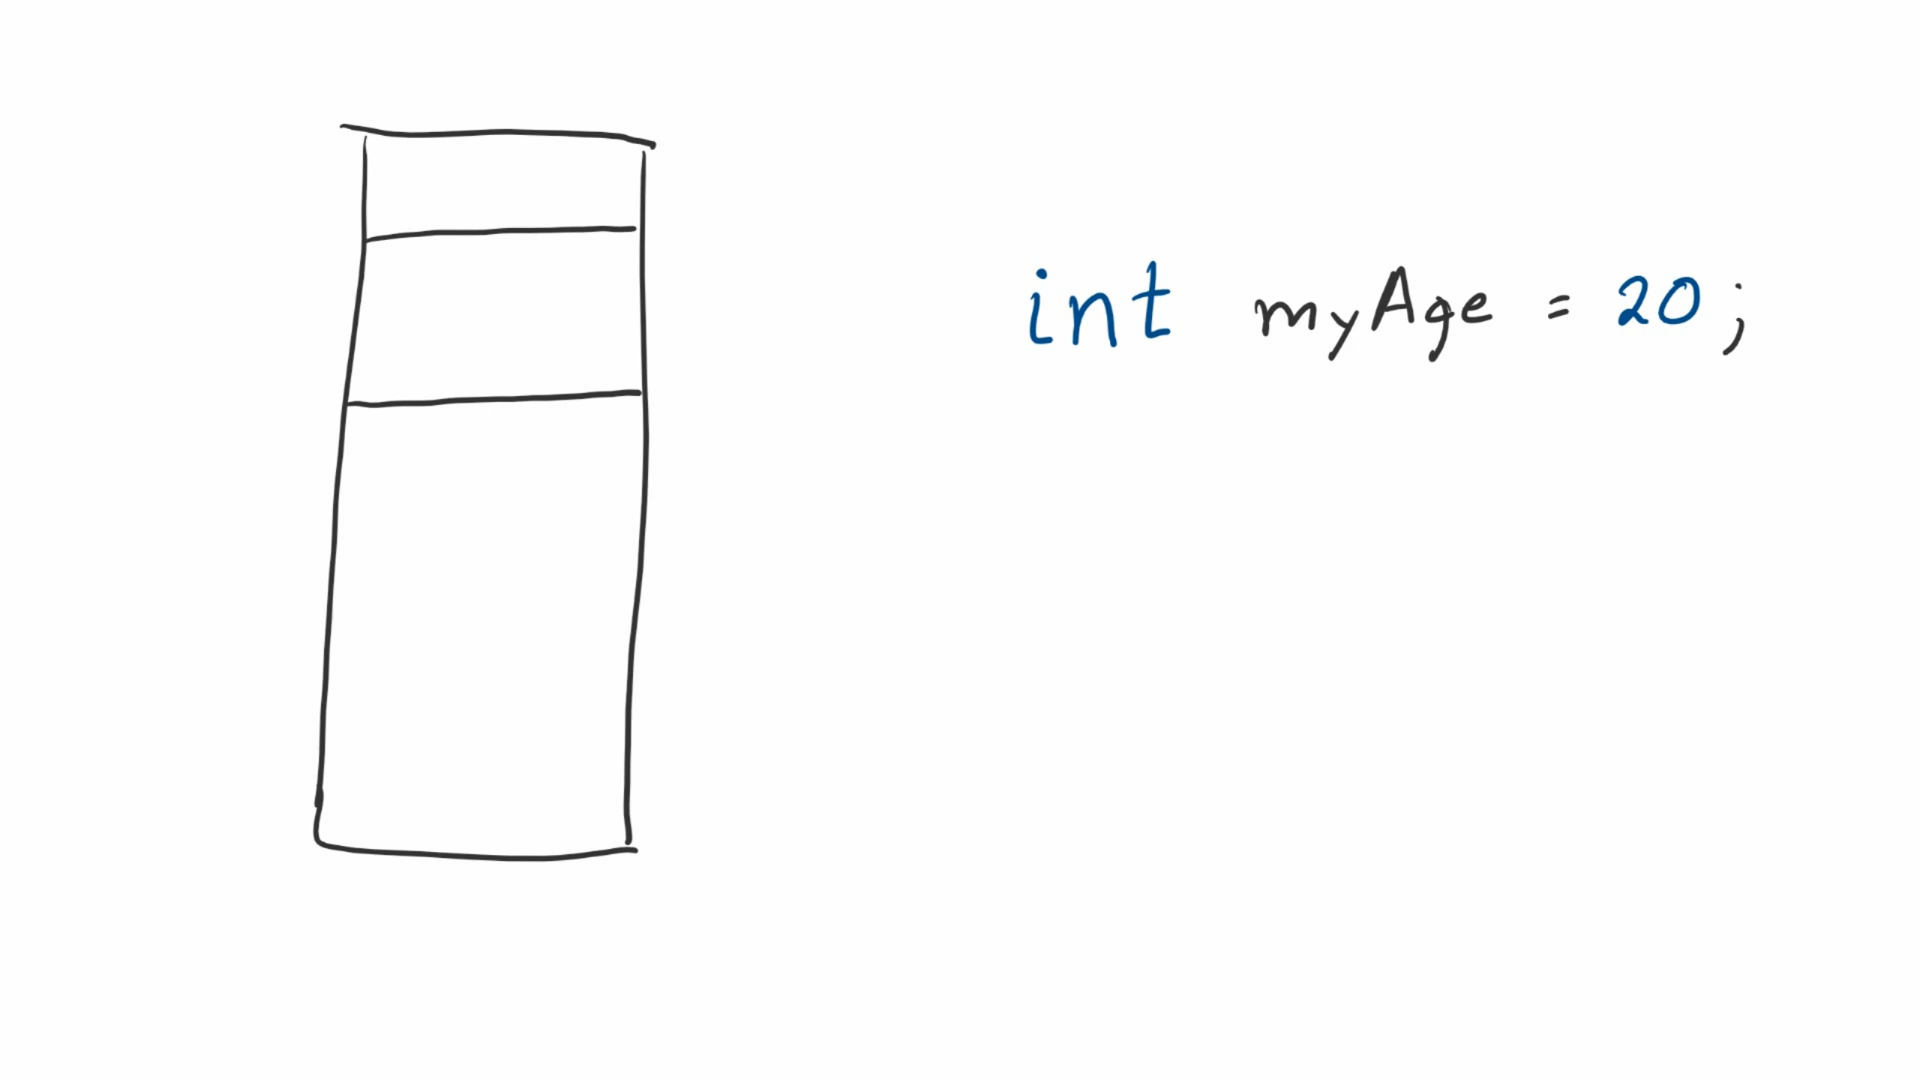 int myAge = 20;